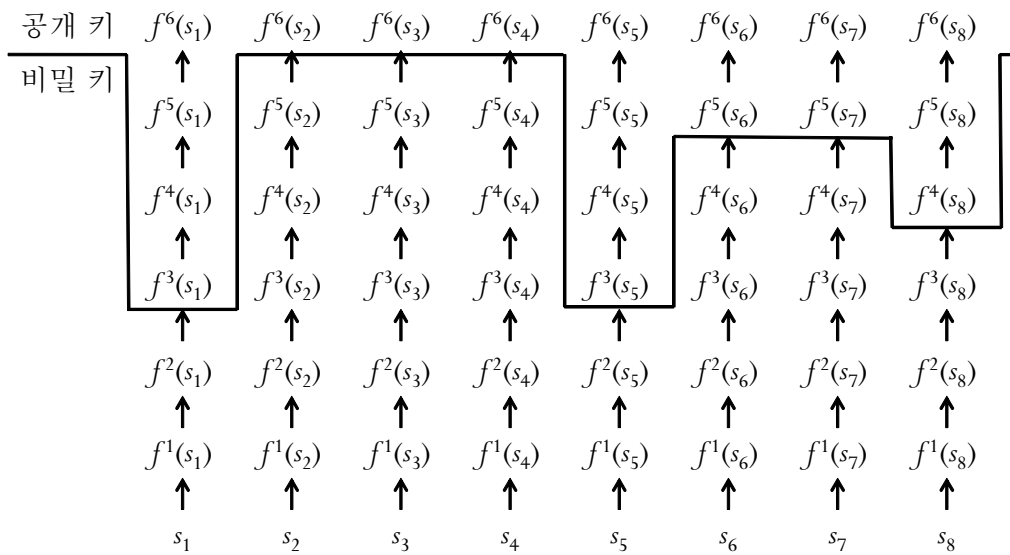 공개 키 f⁶(s₁) f⁶(s₂) f⁶(s₃) f⁶(s₄) f⁶(s₅) f⁶(s₆) f⁶(s₇) f⁶(s₈)
비밀 키
f⁵(s₁) f⁵(s₂) f⁵(s₃) f⁵(s₄) f⁵(s₅) f⁵(s₆) f⁵(s₇) f⁵(s₈)
f⁴(s₁) f⁴(s₂) f⁴(s₃) f⁴(s₄) f⁴(s₅) f⁴(s₆) f⁴(s₇) f⁴(s₈)
f³(s₁) f³(s₂) f³(s₃) f³(s₄) f³(s₅) f³(s₆) f³(s₇) f³(s₈)
f²(s₁) f²(s₂) f²(s₃) f²(s₄) f²(s₅) f²(s₆) f²(s₇) f²(s₈)
f¹(s₁) f¹(s₂) f¹(s₃) f¹(s₄) f¹(s₅) f¹(s₆) f¹(s₇) f¹(s₈)
s₁ s₂ s₃ s₄ s₅ s₆ s₇ s₈